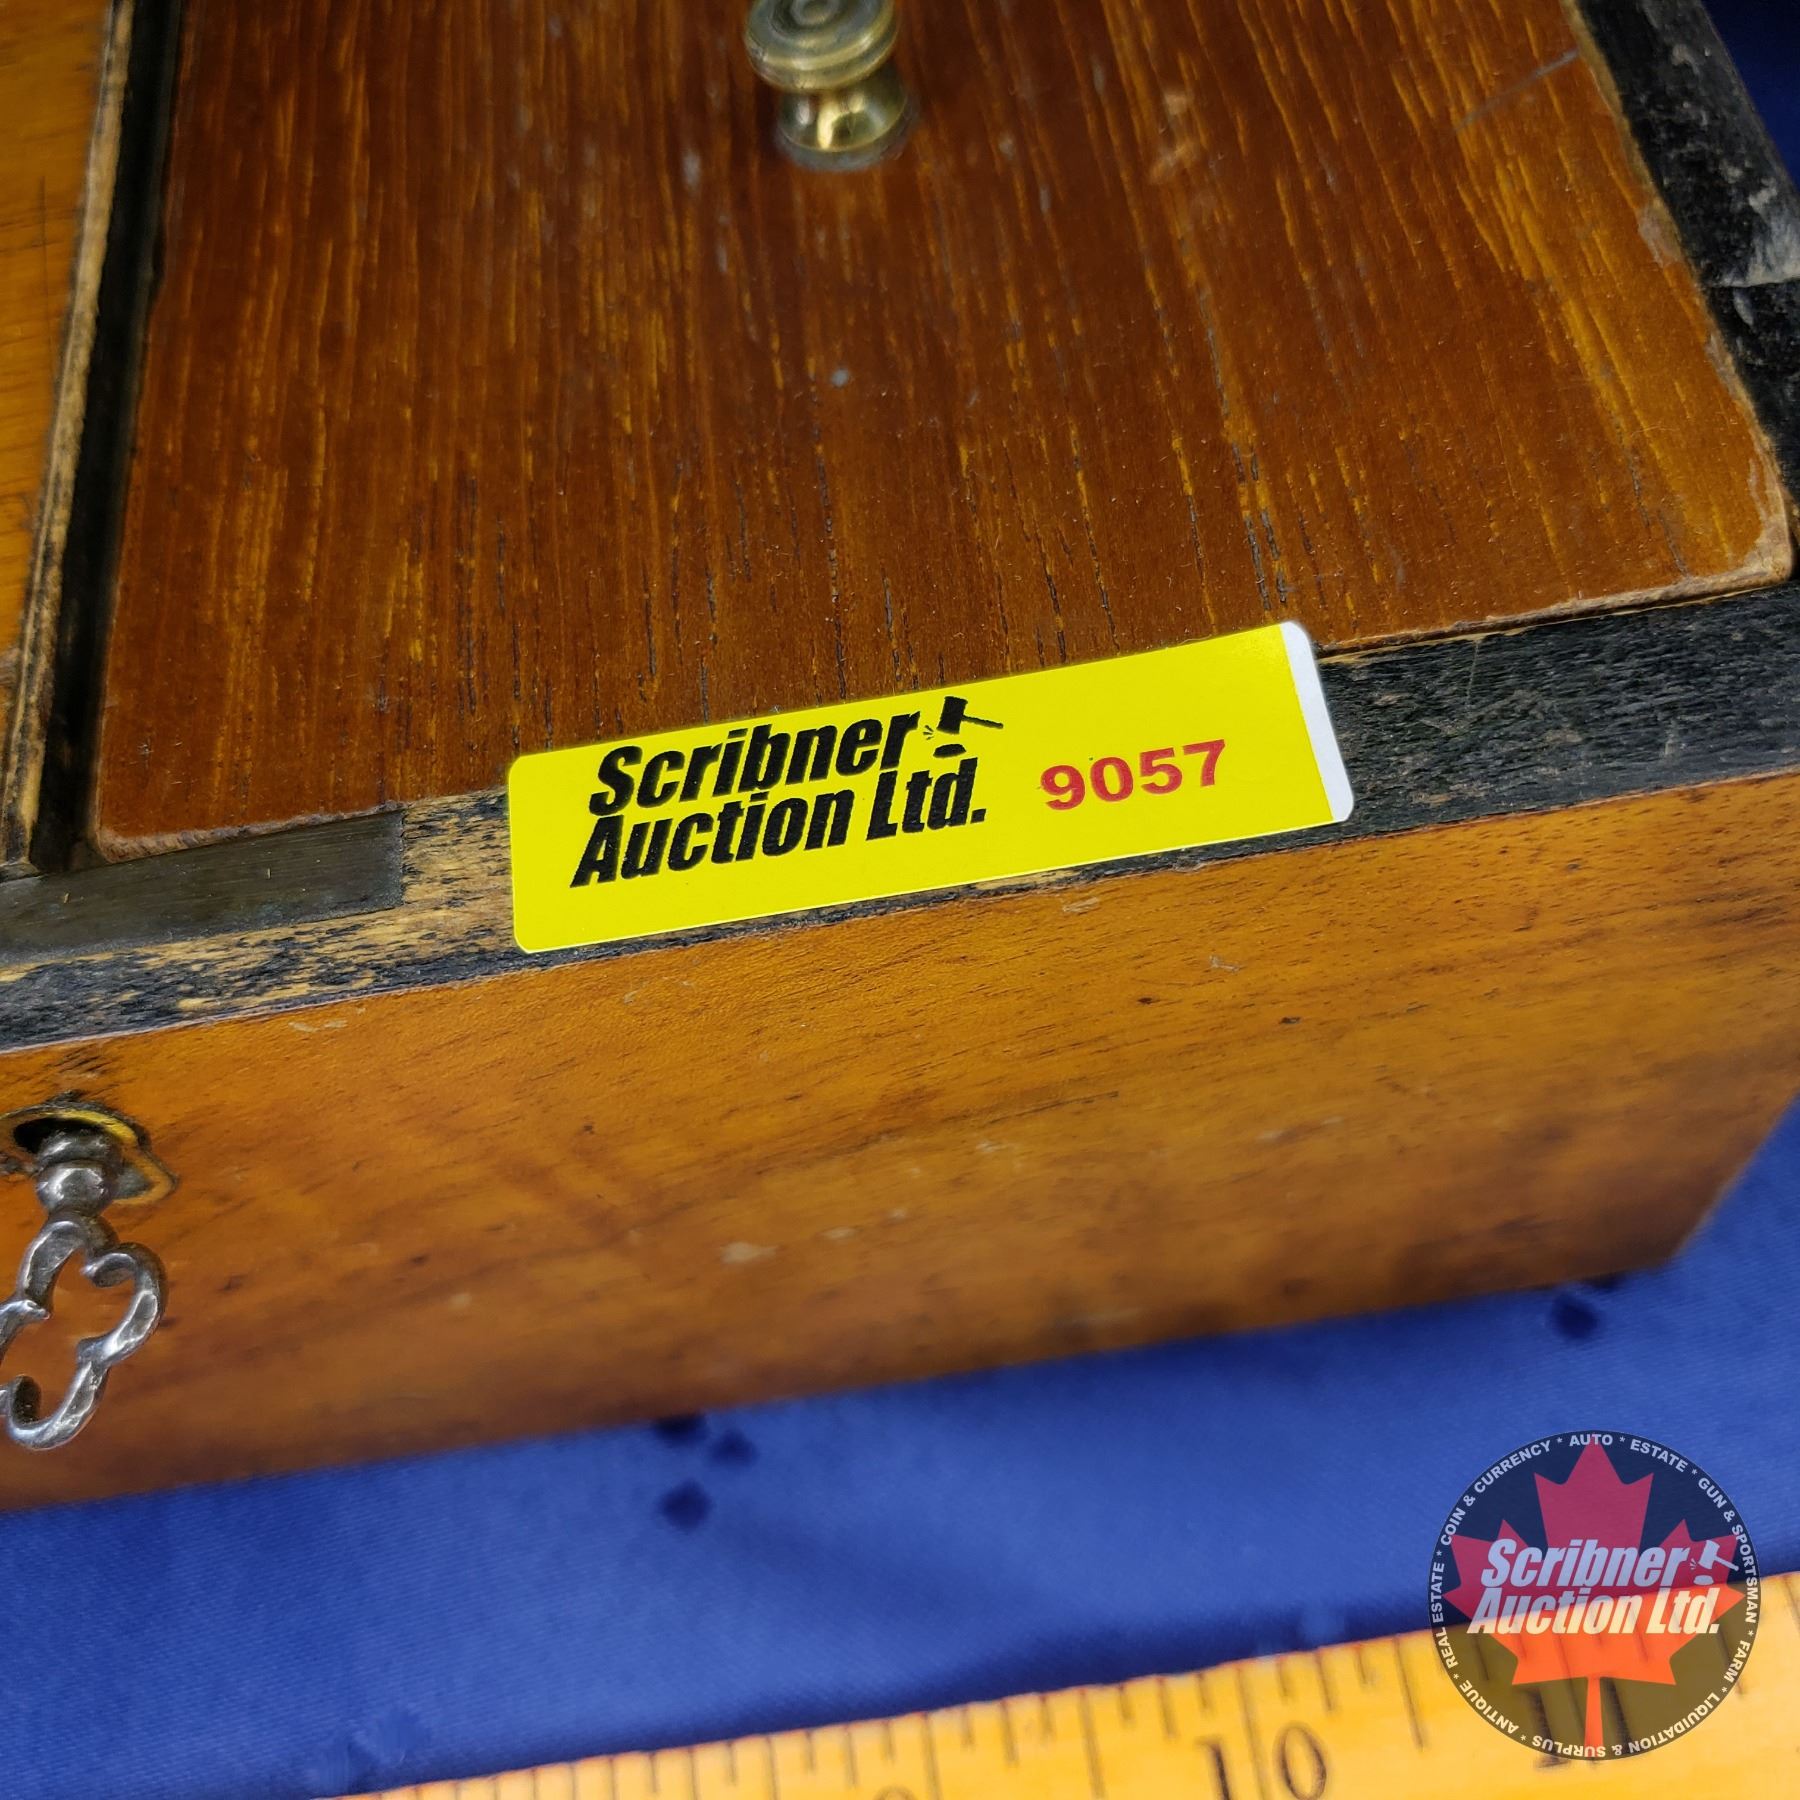 Scribner
Auction Ltd.
9057
COIN & CURRENCY * AUTO * ESTATE * GUN & SPORTSMAN * FARM * LIQUIDATION & SURPLUS * ANTIQUE * REAL ESTATE *
Scribner
Auction Ltd.
10